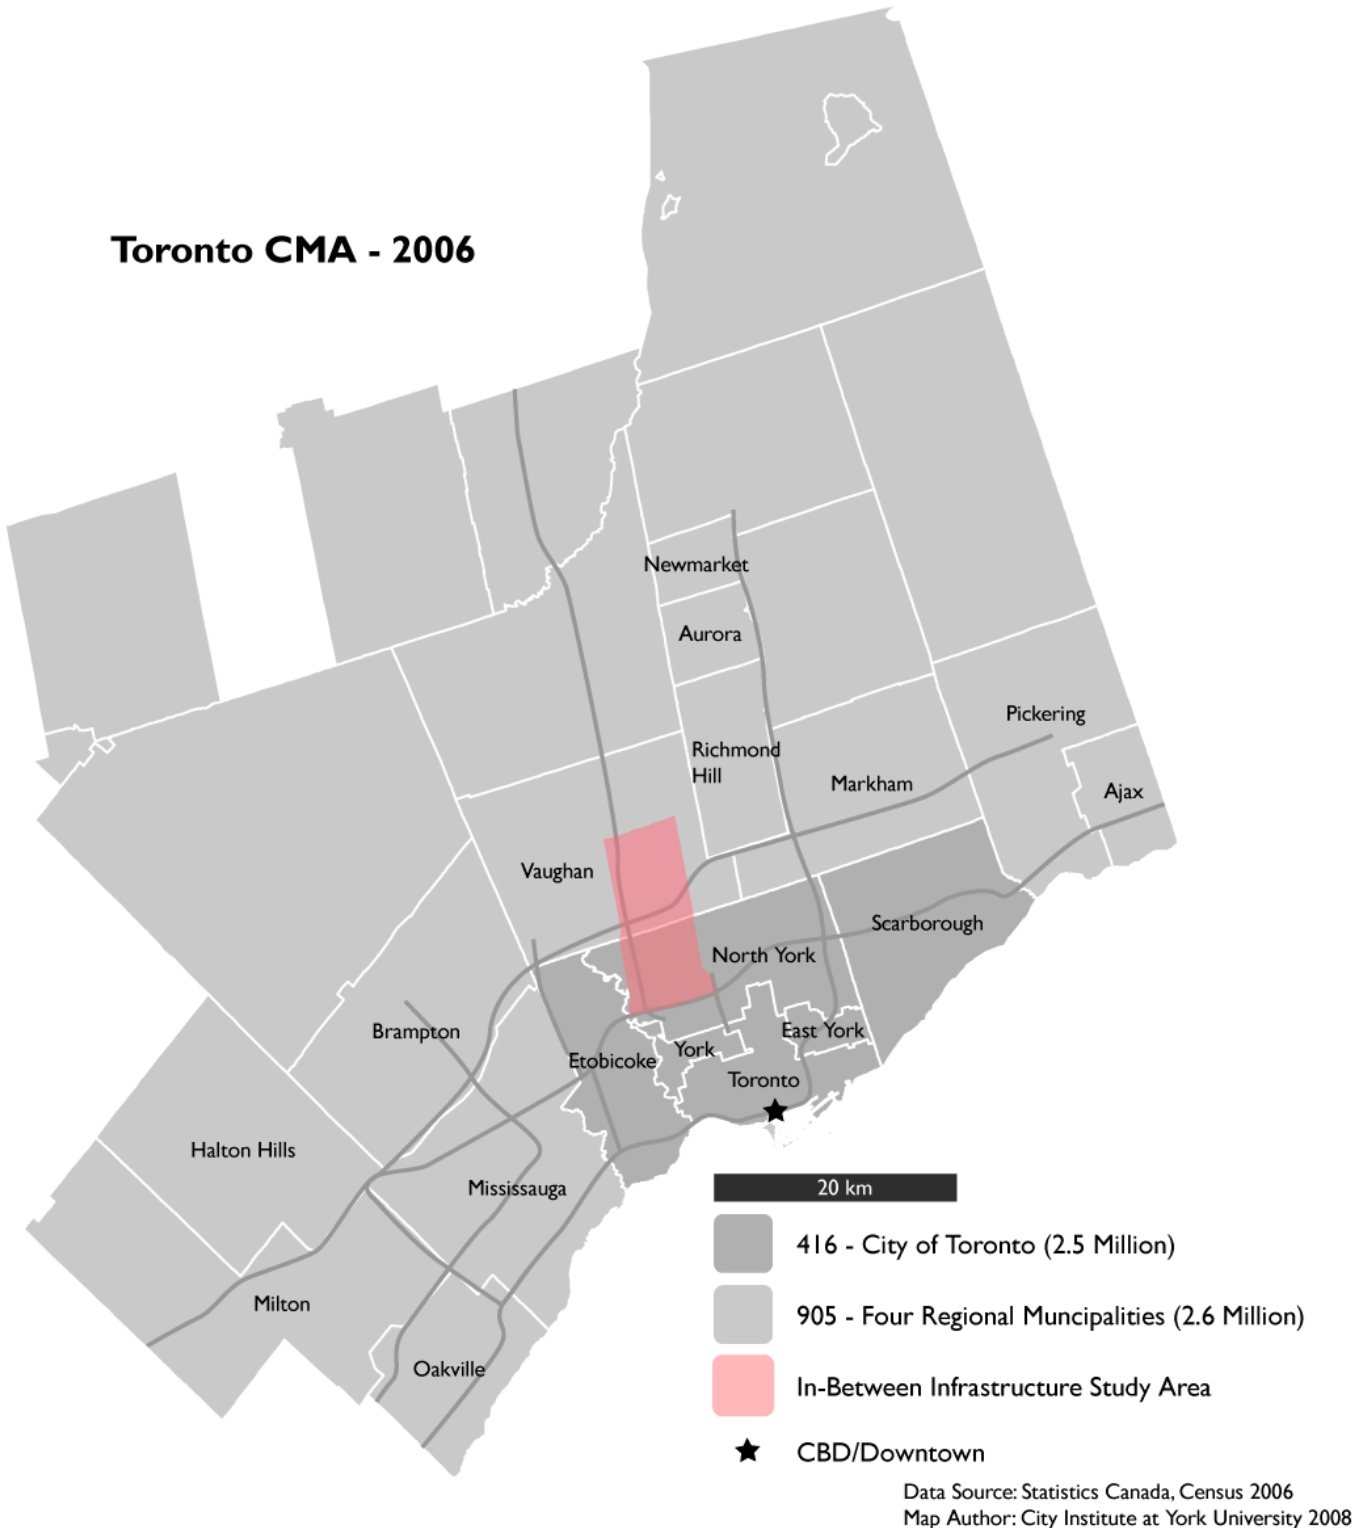 Toronto CMA - 2006
Newmarket
Aurora
Pickering
Richmond
Hill
Markham
Ajax
Vaughan
Scarborough
North York
Brampton
East York
York
Etobicoke
Toronto
Halton Hills
Mississauga
20 km
416 - City of Toronto (2.5 Million)
Milton
905 - Four Regional Muncipalities (2.6 Million)
Oakville
In-Between Infrastructure Study Area
CBD/Downtown
Data Source: Statistics Canada, Census 2006
Map Author: City Institute at York University 2008